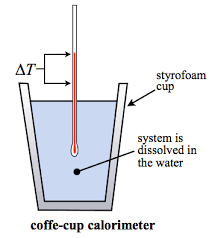 ΔT
styrofoam
cup
system is
dissolved in
the water
coffe-cup calorimeter